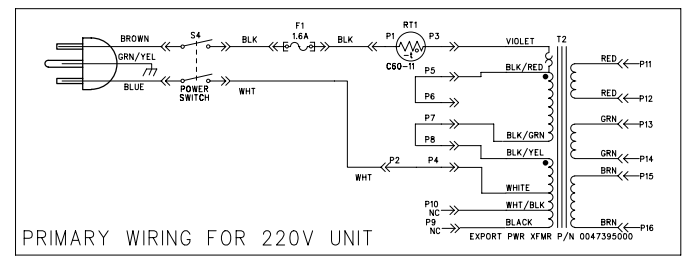 BROWN
S4
BLK
F1
1.6A
BLK
P1
RT1
P3
VIOLET
T2
-t°
C60-11
GRN/YEL
BLUE
POWER
SWITCH
WHT
P5
BLK/RED
P6
P7
BLK/GRN
P8
BLK/YEL
WHT
P2
P4
WHITE
P10
NC
WHT/BLK
P9
NC
BLACK
RED
P11
RED
P12
GRN
P13
GRN
P14
BRN
P15
BRN
P16
EXPORT PWR XFMR P/N 0047395000
PRIMARY WIRING FOR 220V UNIT